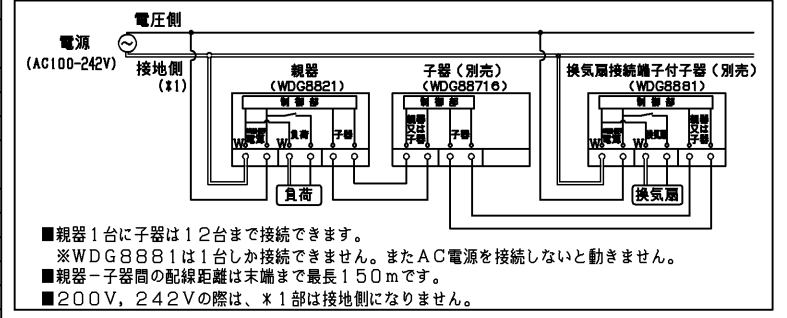 電圧側
電源
(AC100-242V)
接地側
(*1)
親器
(WDG8821)
子器(別売)
(WDG88716)
換気扇接続端子付子器(別売)
(WDG8881)
制御部
制御部
制御部
W
電源
W
負荷
子器
親器又は子器
子器
W
電源
W
換気扇
親器又は子器
負荷
換気扇
■親器1台に子器は12台まで接続できます。
※WDG8881は1台しか接続できません。またAC電源を接続しないと動きません。
■親器-子器間の配線距離は末端まで最長150mです。
■200V,242Vの際は、*1部は接地側になりません。